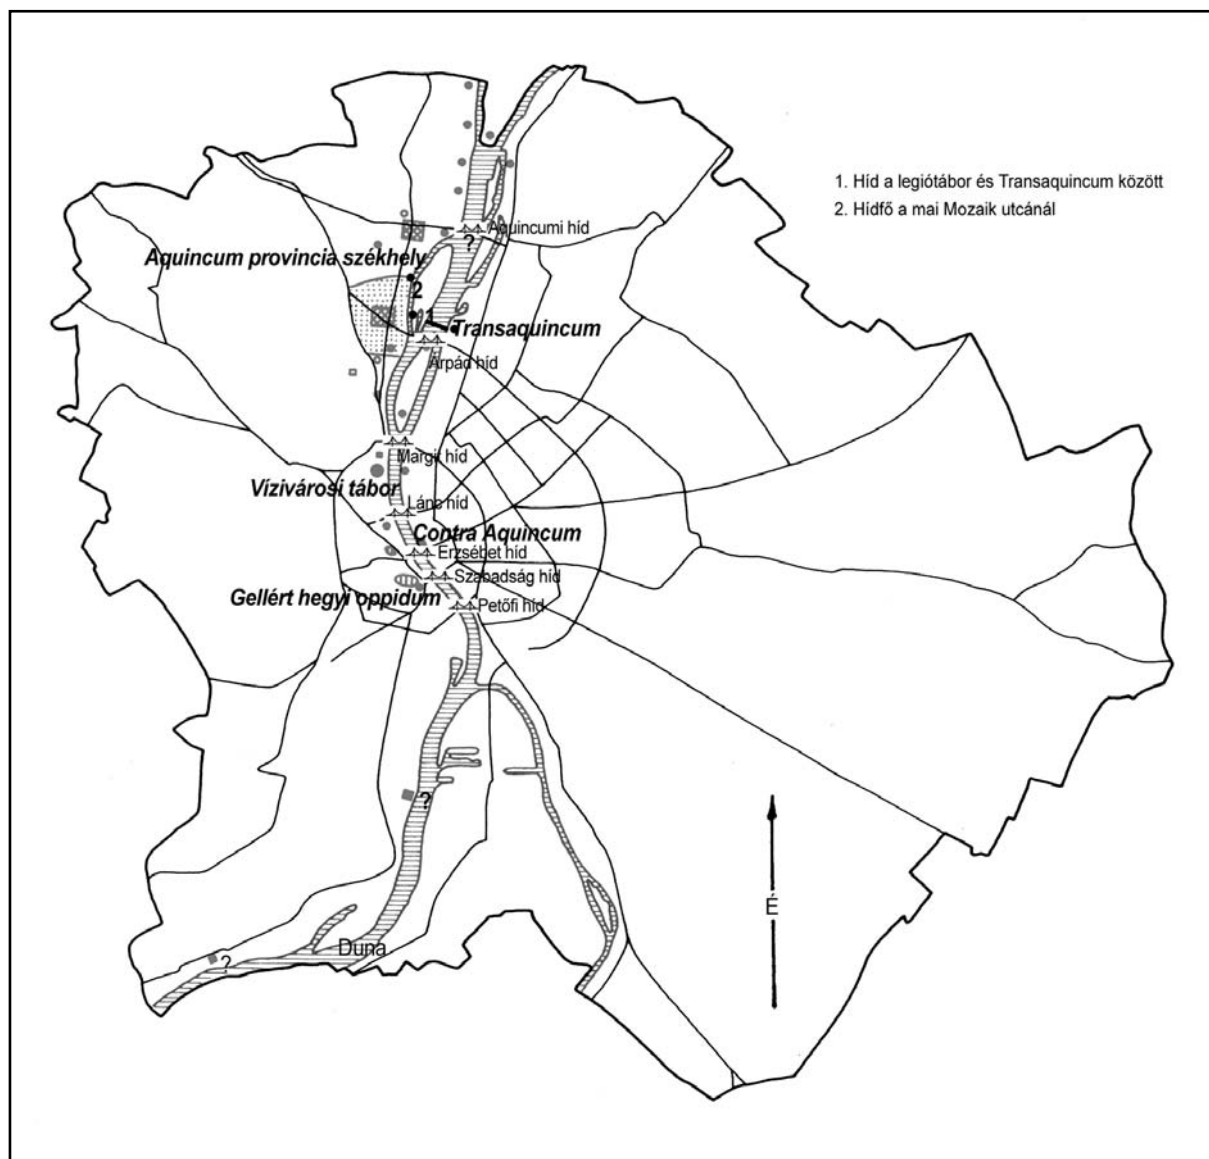 1. Híd a legiótábor és Transaquincum között
2. Hídfő a mai Mozaik utcánál
Aquincumi híd
?
Aquincum provincia székhely
2
1
Transaquincum
Árpád híd
Margit híd
Vízivárosi tábor
Lánc híd
Contra Aquincum
Erzsébet híd
Szabadság híd
Gellért hegyi oppidum
Petőfi híd
?
É
Duna
?